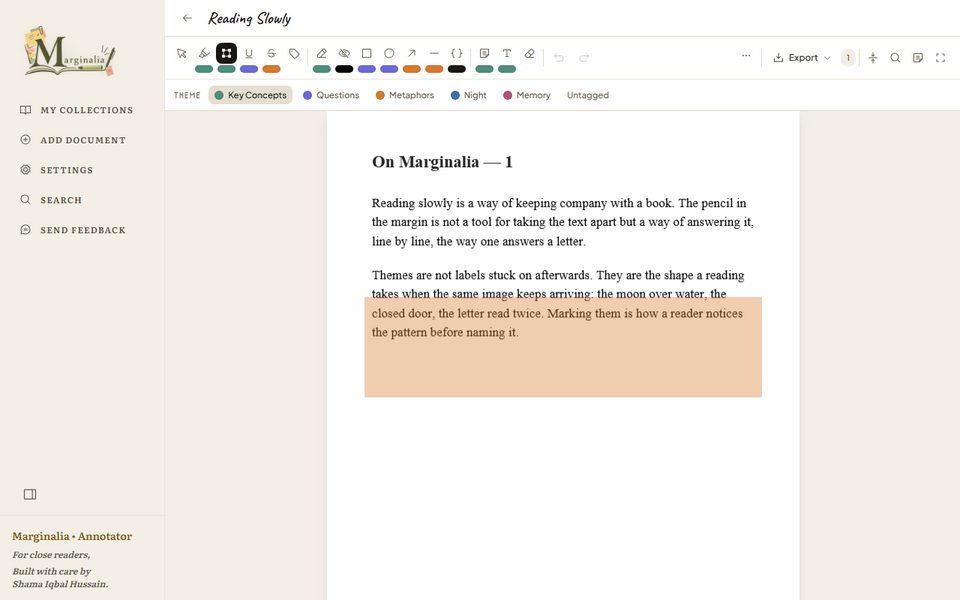 Marginalia
MY COLLECTIONS
ADD DOCUMENT
SETTINGS
SEARCH
SEND FEEDBACK
Marginalia • Annotator
For close readers,
Built with care by
Shama Iqbal Hussain.
Reading Slowly
Export
1
THEME
Key Concepts
Questions
Metaphors
Night
Memory
Untagged
On Marginalia — 1
Reading slowly is a way of keeping company with a book. The pencil in
the margin is not a tool for taking the text apart but a way of answering it,
line by line, the way one answers a letter.
Themes are not labels stuck on afterwards. They are the shape a reading
takes when the same image keeps arriving: the moon over water, the
closed door, the letter read twice. Marking them is how a reader notices
the pattern before naming it.